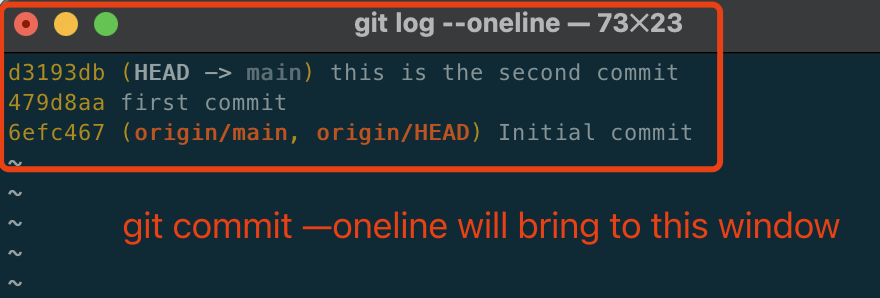 git log --oneline — 73×23
d3193db (HEAD -> main) this is the second commit
479d8aa first commit
6efc467 (origin/main, origin/HEAD) Initial commit
~
~
~
~
~
git commit —oneline will bring to this window